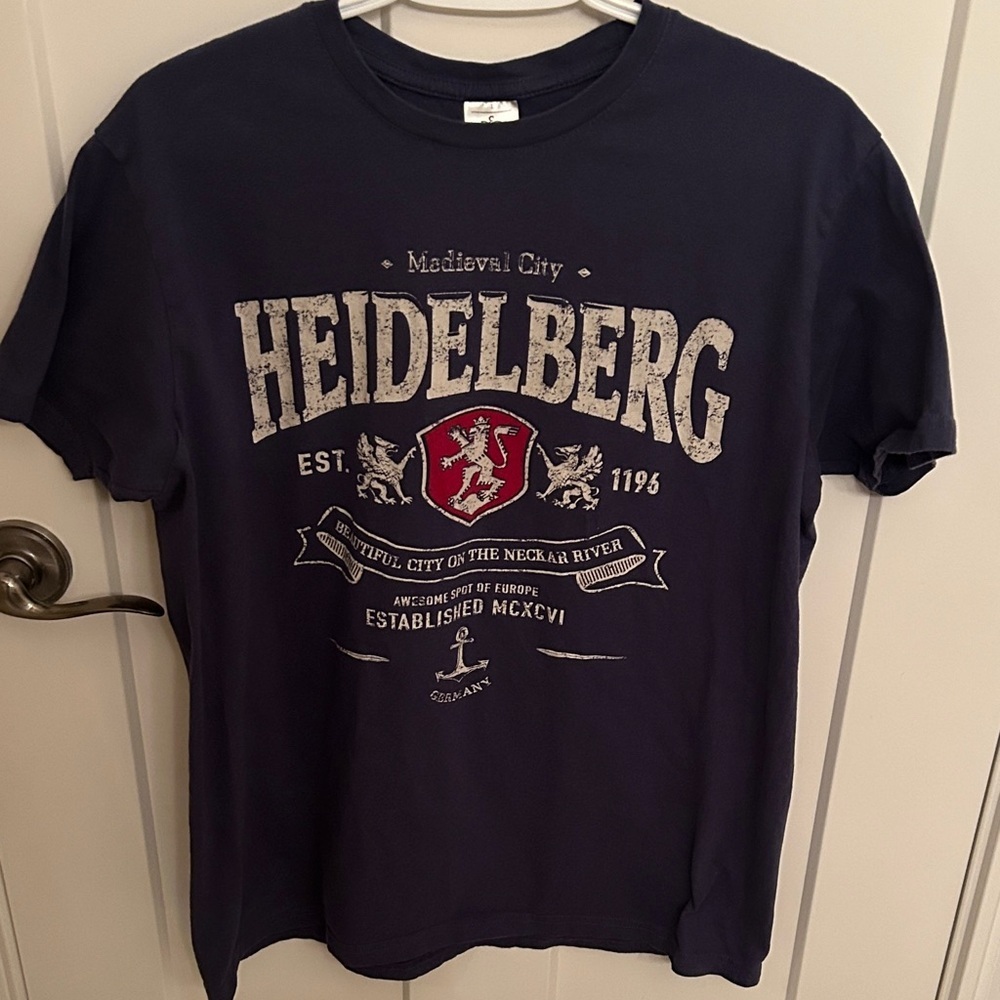 Medieval City
HEIDELBERG
EST. 1196
BEAUTIFUL CITY ON THE NECKAR RIVER
AWESOME SPOT OF EUROPE
ESTABLISHED MCXCVI
GERMANY